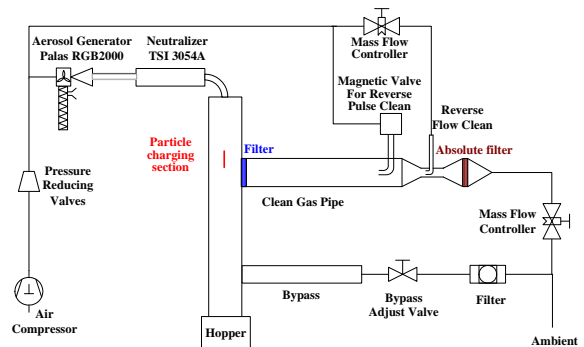 Aerosol Generator
Palas RGB2000
Neutralizer
TSI 3054A
Mass Flow
Controller
Magnetic Valve
For Reverse
Pulse Clean
Reverse
Flow Clean
Particle
charging
section
Filter
Absolute filter
Pressure
Reducing
Valves
Clean Gas Pipe
Mass Flow
Controller
Bypass
Bypass
Adjust Valve
Filter
Air
Compressor
Hopper
Ambient